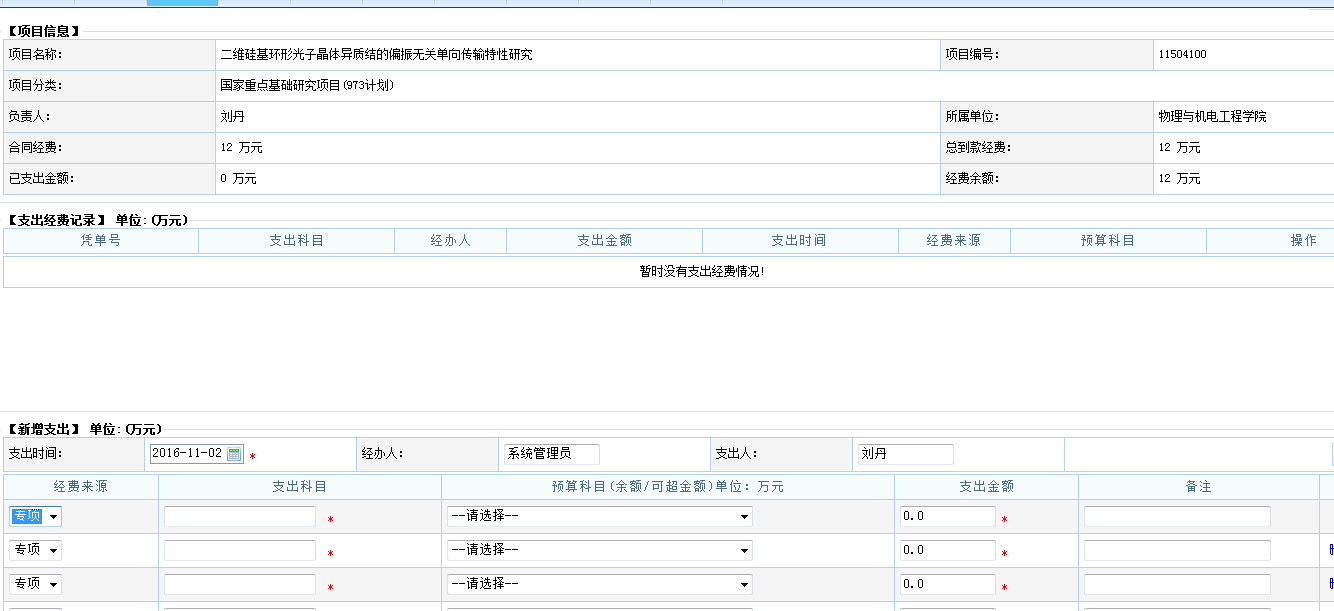 【项目信息】
项目名称: 二维硅基环形光子晶体异质结的偏振无关单向传输特性研究 项目编号: 11504100
项目分类: 国家重点基础研究项目(973计划)
负责人: 刘丹 所属单位: 物理与机电工程学院
合同经费: 12 万元 总到款经费: 12 万元
已支出金额: 0 万元 经费余额: 12 万元
【支出经费记录】 单位:(万元)
凭单号 支出科目 经办人 支出金额 支出时间 经费来源 预算科目 操作
暂时没有支出经费情况!
【新增支出】 单位:(万元)
支出时间: 2016-11-02 * 经办人: 系统管理员 支出人: 刘丹
经费来源 支出科目 预算科目(余额/可超金额)单位: 万元 支出金额 备注
专项 * --请选择-- 0.0 *
专项 * --请选择-- 0.0 *
专项 * --请选择-- 0.0 *